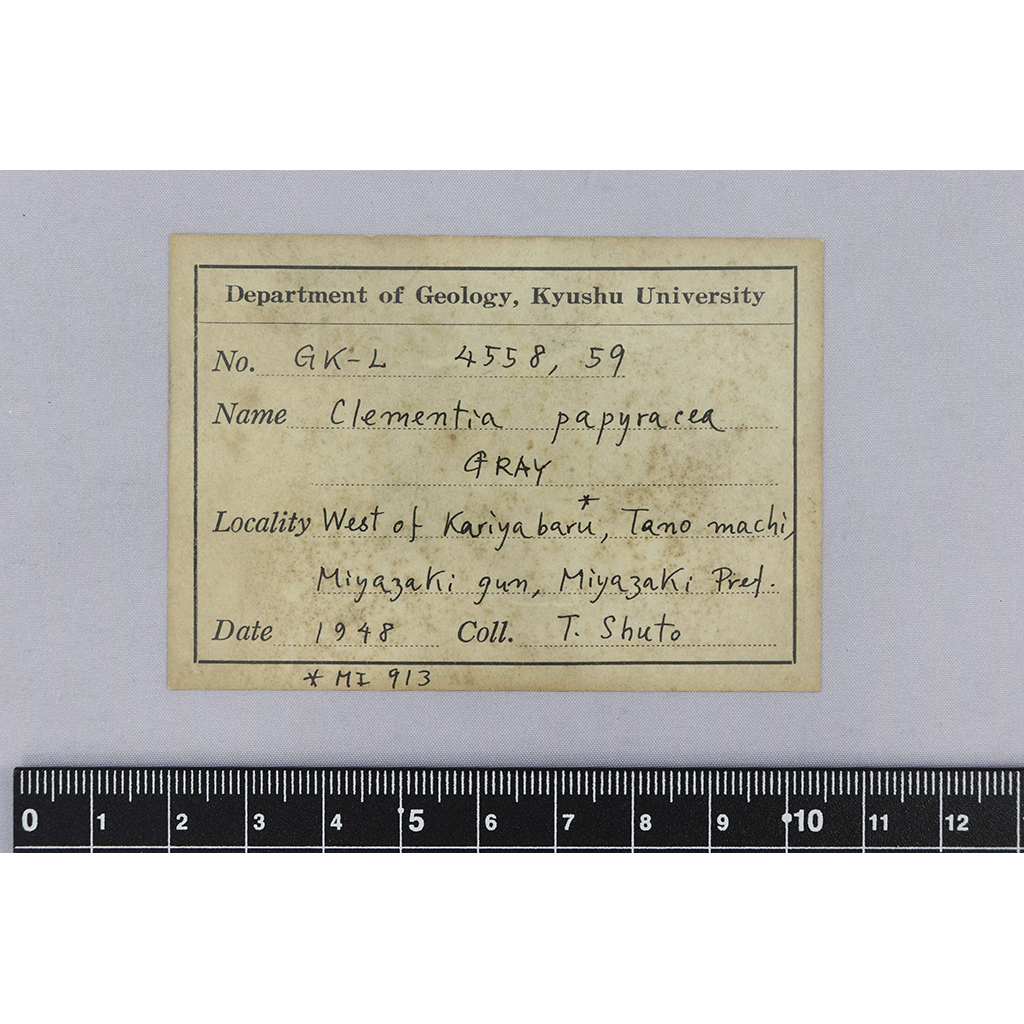 Department of Geology, Kyushu University
No. GK-L 4558, 59
Name Clementia papyracea
GRAY
Locality West of Kariyabaru*, Tano machi,
Miyazaki gun, Miyazaki Pref.
Date 1948 Coll. T. Shuto
* MI 913
0 1 2 3 4 5 6 7 8 9 10 11 12